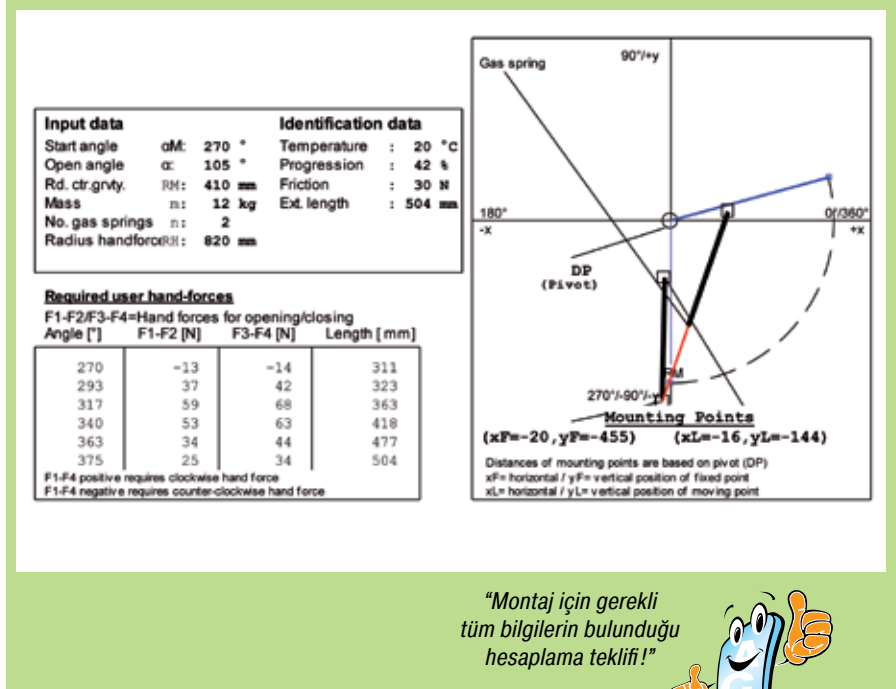 Input data Identification data
Start angle αM: 270 ° Temperature : 20 °C
Open angle α: 105 ° Progression : 42 %
Rd. ctr.grvty. RM: 410 mm Friction : 30 N
Mass m: 12 kg Ext. length : 504 mm
No. gas springs n: 2
Radius handforce RH: 820 mm
Required user hand-forces
F1-F2/F3-F4=Hand forces for opening/closing
Angle [°] F1-F2 [N] F3-F4 [N] Length [ mm]
270 -13 -14 311
293 37 42 323
317 59 68 363
340 53 63 418
363 34 44 477
375 25 34 504
F1-F4 positive requires clockwise hand force
F1-F4 negative requires counter-clockwise hand force
Gas spring
90°/+y
180°
-x
0°/360°
+x
DP
(Pivot)
RM
270°/-90°/-y
Mounting Points
(xF=-20,yF=-455) (xL=-16,yL=-144)
Distances of mounting points are based on pivot (DP)
xF= horizontal / yF= vertical position of fixed point
xL= horizontal / yL= vertical position of moving point
"Montaj için gerekli
tüm bilgilerin bulunduğu
hesaplama teklifi!"